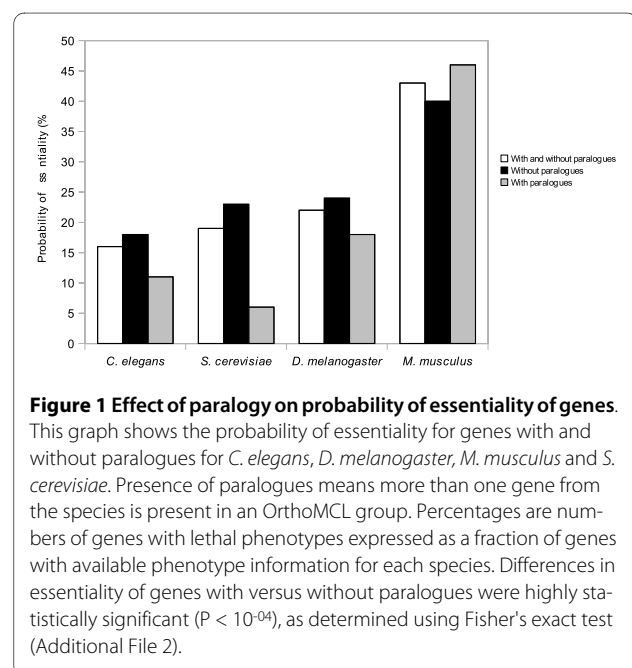 50
45
40
35
30
25
20
15
10
5
0
Probability of ss ntiality (%
C. elegans
S. cerevisiae
D. melanogaster
M. musculus
With and without paralogues
Without paralogues
With paralogues
Figure 1 Effect of paralogy on probability of essentiality of genes.
This graph shows the probability of essentiality for genes with and
without paralogues for C. elegans, D. melanogaster, M. musculus and S.
cerevisiae. Presence of paralogues means more than one gene from
the species is present in an OrthoMCL group. Percentages are num-
bers of genes with lethal phenotypes expressed as a fraction of genes
with available phenotype information for each species. Differences in
essentiality of genes with versus without paralogues were highly sta-
tistically significant (P < 10-04), as determined using Fisher's exact test
(Additional File 2).